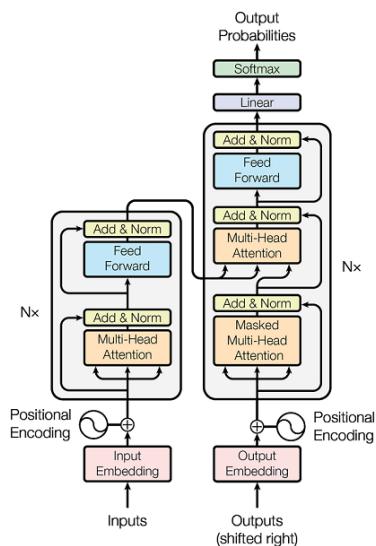 Output
Probabilities
Softmax
Linear
Add & Norm
Feed
Forward
Add & Norm
Multi-Head
Attention
Nx
Add & Norm
Masked
Multi-Head
Attention
Positional
Encoding
Output
Embedding
Outputs
(shifted right)
Add & Norm
Feed
Forward
Nx
Add & Norm
Multi-Head
Attention
Positional
Encoding
Input
Embedding
Inputs